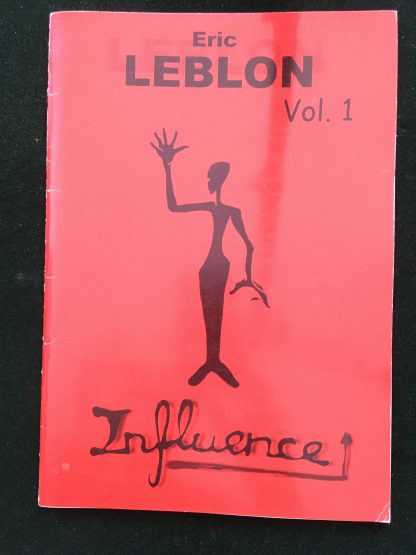 Eric
LEBLON
Vol. 1
Influence